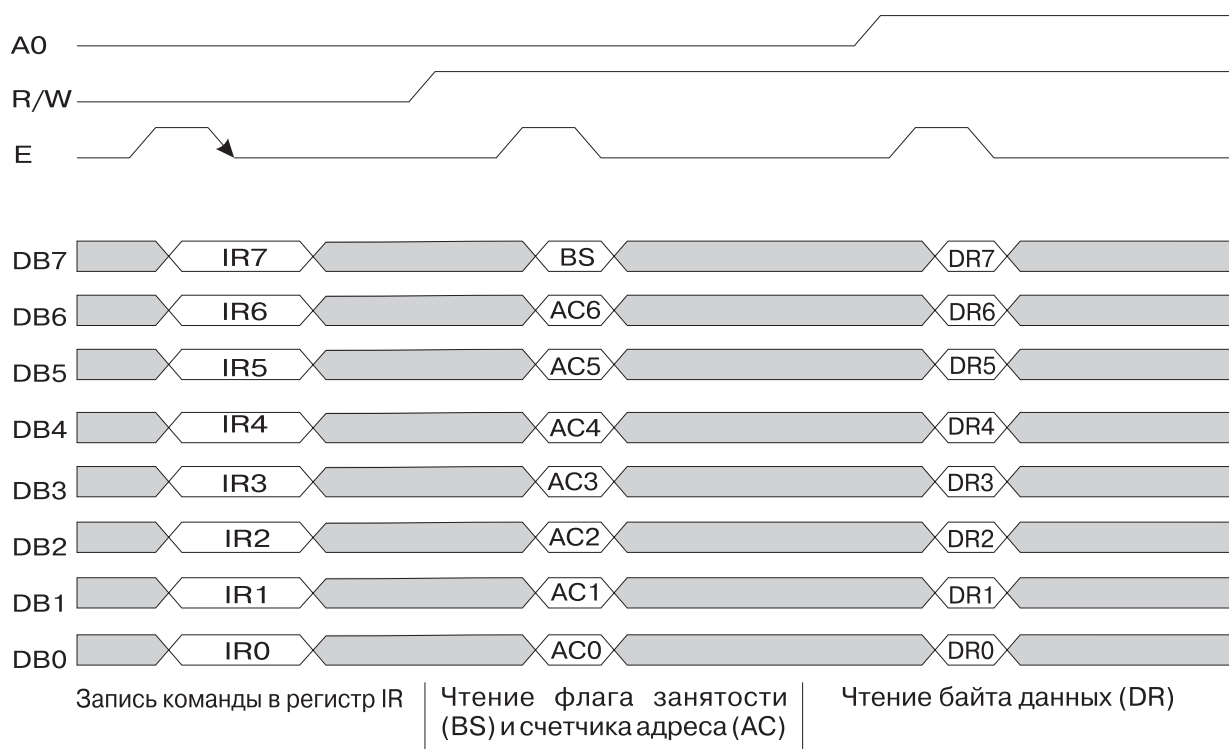 A0
R/W
E
DB7 IR7 BS DR7
DB6 IR6 AC6 DR6
DB5 IR5 AC5 DR5
DB4 IR4 AC4 DR4
DB3 IR3 AC3 DR3
DB2 IR2 AC2 DR2
DB1 IR1 AC1 DR1
DB0 IR0 AC0 DR0
Запись команды в регистр IR
Чтение флага занятости
(BS) и счетчика адреса (AC)
Чтение байта данных (DR)